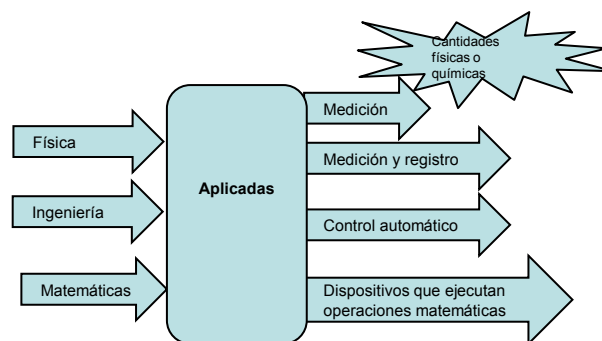 Cantidades
físicas o
químicas
Medición
Física
Medición y registro
Aplicadas
Ingeniería
Control automático
Matemáticas
Dispositivos que ejecutan
operaciones matemáticas